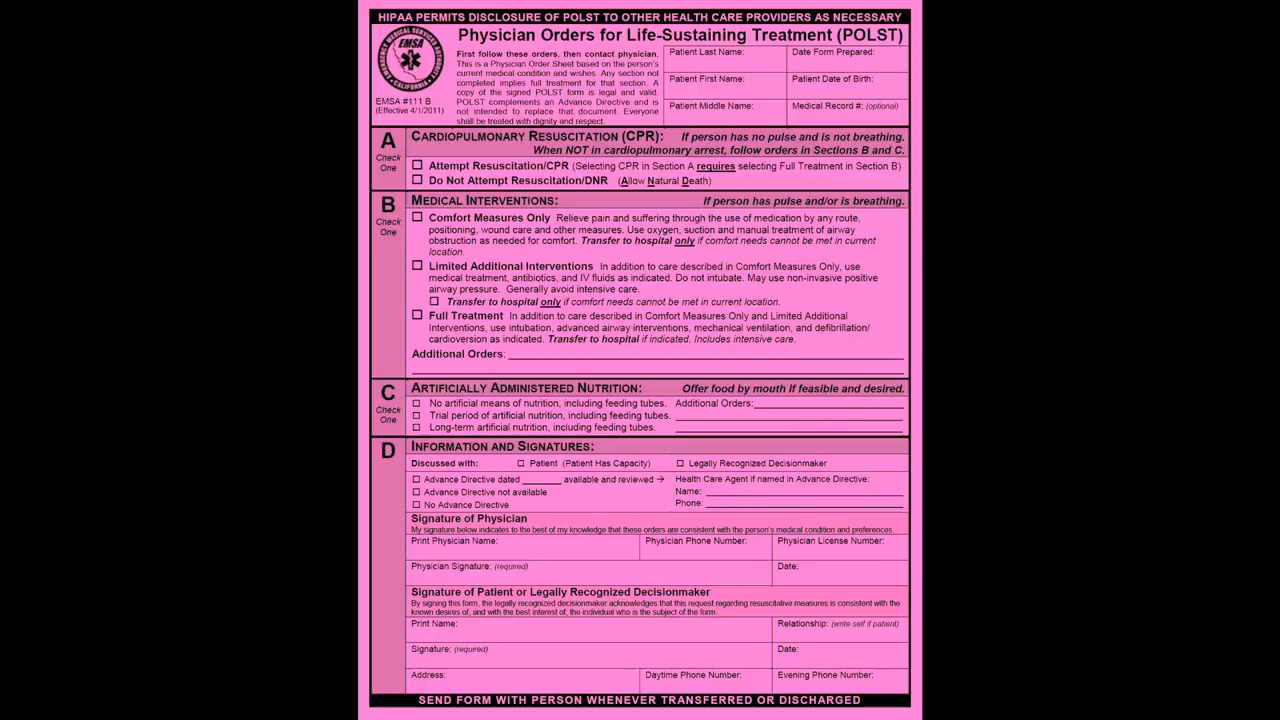 HIPAA PERMITS DISCLOSURE OF POLST TO OTHER HEALTH CARE PROVIDERS AS NECESSARY
EMERGENCY MEDICAL SERVICES AUTHORITY
EMSA
CALIFORNIA
EMSA #111 B
(Effective 4/1/2011)
Physician Orders for Life-Sustaining Treatment (POLST)
First follow these orders, then contact physician.
This is a Physician Order Sheet based on the person's
current medical condition and wishes. Any section not
completed implies full treatment for that section. A
copy of the signed POLST form is legal and valid.
POLST complements an Advance Directive and is
not intended to replace that document. Everyone
shall be treated with dignity and respect.
Patient Last Name: Date Form Prepared:
Patient First Name: Patient Date of Birth:
Patient Middle Name: Medical Record #: (optional)
A
Check
One
CARDIOPULMONARY RESUSCITATION (CPR): If person has no pulse and is not breathing.
When NOT in cardiopulmonary arrest, follow orders in Sections B and C.
☐ Attempt Resuscitation/CPR (Selecting CPR in Section A requires selecting Full Treatment in Section B)
☐ Do Not Attempt Resuscitation/DNR (Allow Natural Death)
B
Check
One
MEDICAL INTERVENTIONS: If person has pulse and/or is breathing.
☐ Comfort Measures Only Relieve pain and suffering through the use of medication by any route,
positioning, wound care and other measures. Use oxygen, suction and manual treatment of airway
obstruction as needed for comfort. Transfer to hospital only if comfort needs cannot be met in current
location.
☐ Limited Additional Interventions In addition to care described in Comfort Measures Only, use
medical treatment, antibiotics, and IV fluids as indicated. Do not intubate. May use non-invasive positive
airway pressure. Generally avoid intensive care.
☐ Transfer to hospital only if comfort needs cannot be met in current location.
☐ Full Treatment In addition to care described in Comfort Measures Only and Limited Additional
Interventions, use intubation, advanced airway interventions, mechanical ventilation, and defibrillation/
cardioversion as indicated. Transfer to hospital if indicated. Includes intensive care.
Additional Orders:
C
Check
One
ARTIFICIALLY ADMINISTERED NUTRITION: Offer food by mouth if feasible and desired.
☐ No artificial means of nutrition, including feeding tubes. Additional Orders:
☐ Trial period of artificial nutrition, including feeding tubes.
☐ Long-term artificial nutrition, including feeding tubes.
D
INFORMATION AND SIGNATURES:
Discussed with: ☐ Patient (Patient Has Capacity) ☐ Legally Recognized Decisionmaker
☐ Advance Directive dated ________ available and reviewed → Health Care Agent if named in Advance Directive:
☐ Advance Directive not available Name:
☐ No Advance Directive Phone:
Signature of Physician
My signature below indicates to the best of my knowledge that these orders are consistent with the person's medical condition and preferences.
Print Physician Name: Physician Phone Number: Physician License Number:
Physician Signature: (required) Date:
Signature of Patient or Legally Recognized Decisionmaker
By signing this form, the legally recognized decisionmaker acknowledges that this request regarding resuscitative measures is consistent with the
known desires of, and with the best interest of, the individual who is the subject of the form.
Print Name: Relationship: (write self if patient)
Signature: (required) Date:
Address: Daytime Phone Number: Evening Phone Number:
SEND FORM WITH PERSON WHENEVER TRANSFERRED OR DISCHARGED